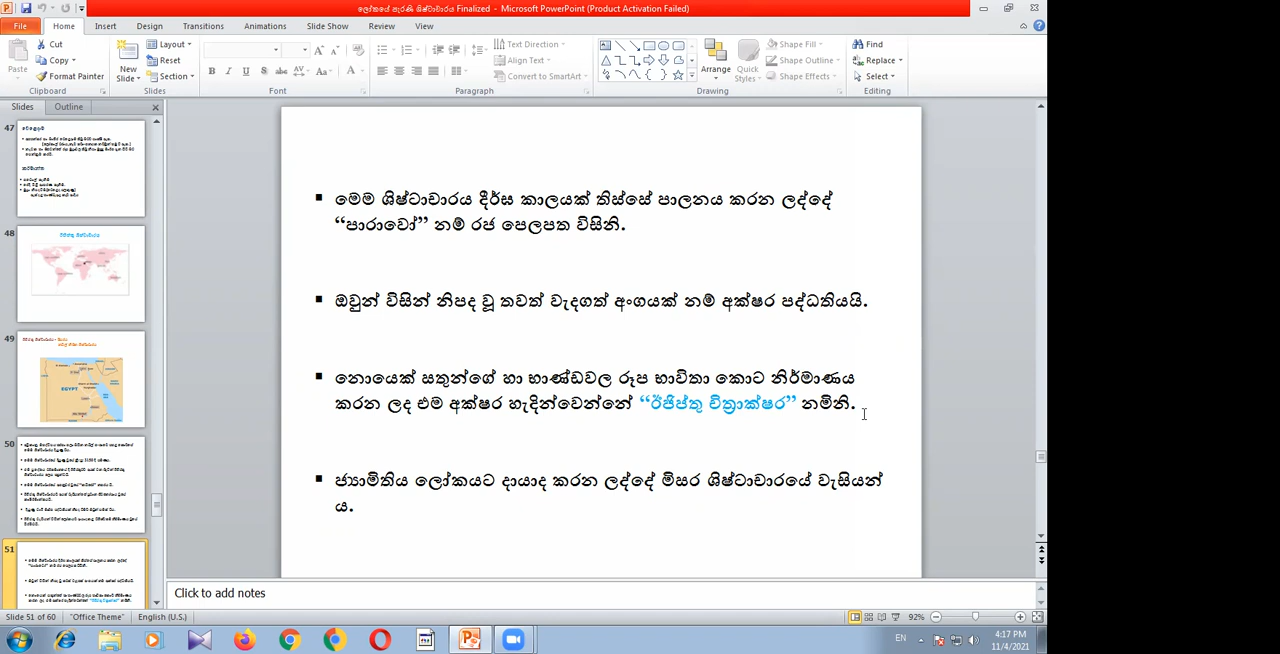 ලෝකයේ පැරණි ශිෂ්ටාචාරය Finalized - Microsoft PowerPoint (Product Activation Failed)
File Home Insert Design Transitions Animations Slide Show Review View
Cut
Copy
Format Painter
Paste
Clipboard
New Slide
Layout
Reset
Section
Slides
Font
Text Direction
Align Text
Convert to SmartArt
Paragraph
Arrange
Quick Styles
Shape Fill
Shape Outline
Shape Effects
Drawing
Find
Replace
Select
Editing
Slides Outline
47
48
49
EGYPT
50
51
මෙම ශිෂ්ටාචාරය දීර්ඝ කාලයක් තිස්සේ පාලනය කරන ලද්දේ
“පාරාවෝ” නම් රජ පෙලපත විසිනි.
ඔවුන් විසින් නිපද වූ තවත් වැදගත් අංගයක් නම් අක්ෂර පද්ධතියයි.
නොයෙක් සතුන්ගේ හා භාණ්ඩවල රූප භාවිතා කොට නිර්මාණය
කරන ලද එම අක්ෂර හැදින්වෙන්නේ “ඊජිප්තු චිත්‍රාක්ෂර” නමිනි.
ජ්‍යාමිතිය ලෝකයට දායාද කරන ලද්දේ මිසර ශිෂ්ටාචාරයේ වැසියන්
ය.
Click to add notes
Slide 51 of 60 "Office Theme" English (U.S.) 92%
EN 4:17 PM
11/4/2021